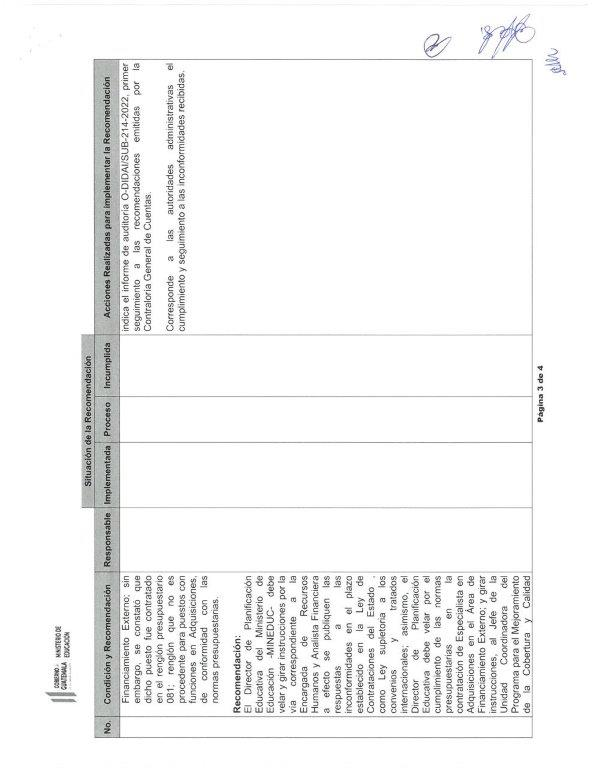 GOBIERNO DE
GUATEMALA
MINISTERIO DE
EDUCACIÓN
Situación de la Recomendación
No.
Condición y Recomendación
Responsable
Implementada
Proceso
Incumplida
Acciones Realizadas para implementar la Recomendación
Financiamiento Externo; sin
embargo, se constató que
dicho puesto fue contratado
en el renglón presupuestario
081; renglón que no es
procedente para puestos con
funciones en Adquisiciones,
de conformidad con las
normas presupuestarias.
Recomendación:
El Director de Planificación
Educativa del Ministerio de
Educación -MINEDUC- debe
velar y girar instrucciones por la
vía correspondiente a la
Encargada de Recursos
Humanos y Analista Financiera
a efecto se publiquen las
respuestas a las
inconformidades en el plazo
establecido en la Ley de
Contrataciones del Estado ,
como Ley supletoria a los
convenios y tratados
internacionales; asimismo, el
Director de Planificación
Educativa debe velar por el
cumplimiento de las normas
presupuestarias en la
contratación de Especialista en
Adquisiciones en el Área de
Financiamiento Externo; y girar
instrucciones, al Jefe de la
Unidad Coordinadora del
Programa para el Mejoramiento
de la Cobertura y Calidad
indica el informe de auditoría O-DIDAI/SUB-214-2022, primer
seguimiento a las recomendaciones emitidas por la
Contraloría General de Cuentas.
Corresponde a las autoridades administrativas el
cumplimiento y seguimiento a las inconformidades recibidas.
Página 3 de 4